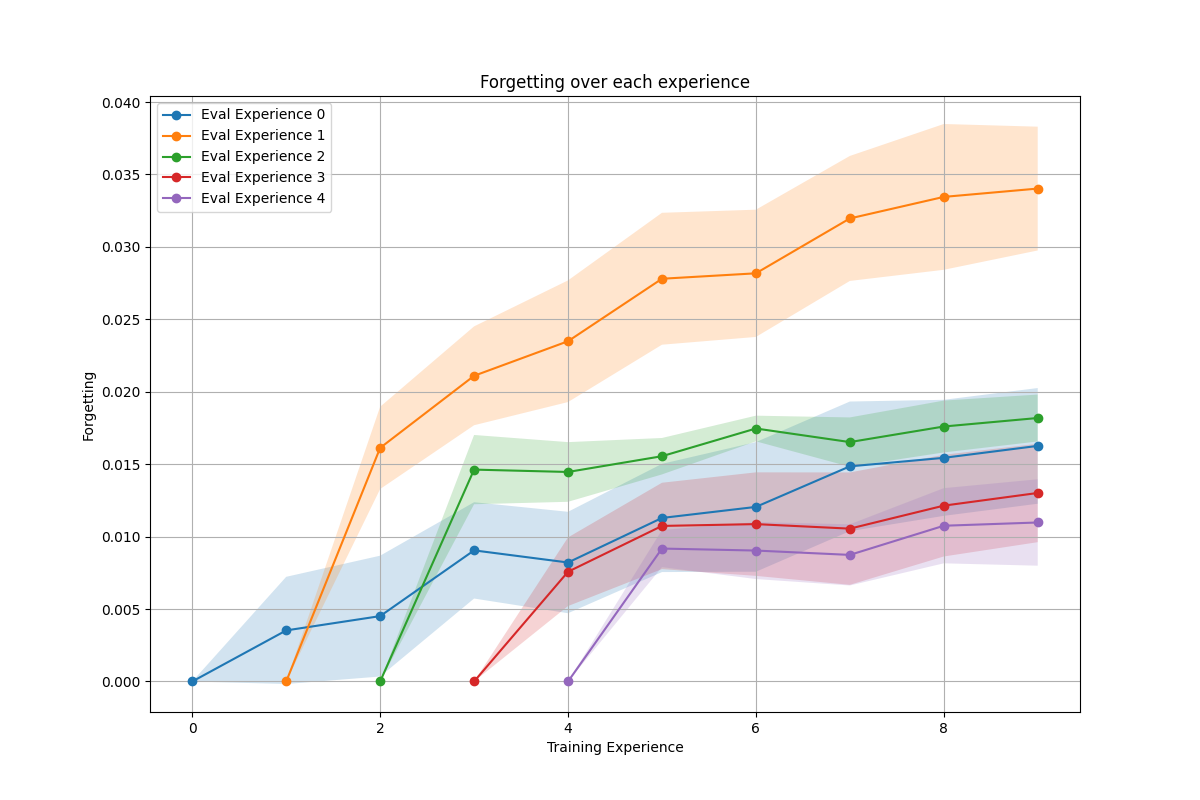 Forgetting over each experience
Eval Experience 0
Eval Experience 1
Eval Experience 2
Eval Experience 3
Eval Experience 4
0.040
0.035
0.030
0.025
0.020
0.015
0.010
0.005
0.000
Forgetting
0 2 4 6 8
Training Experience